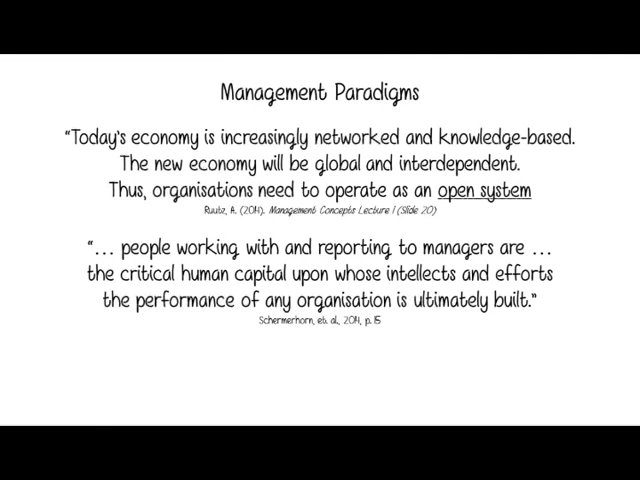 Management Paradigms
“Today's economy is increasingly networked and knowledge-based.
The new economy will be global and interdependent.
Thus, organisations need to operate as an open system
Ruutz, A. (2014). Management Concepts Lecture 1 (Slide 20)
“... people working with and reporting to managers are ...
the critical human capital upon whose intellects and efforts
the performance of any organisation is ultimately built.”
Schermerhorn, et. al., 2014, p. 15